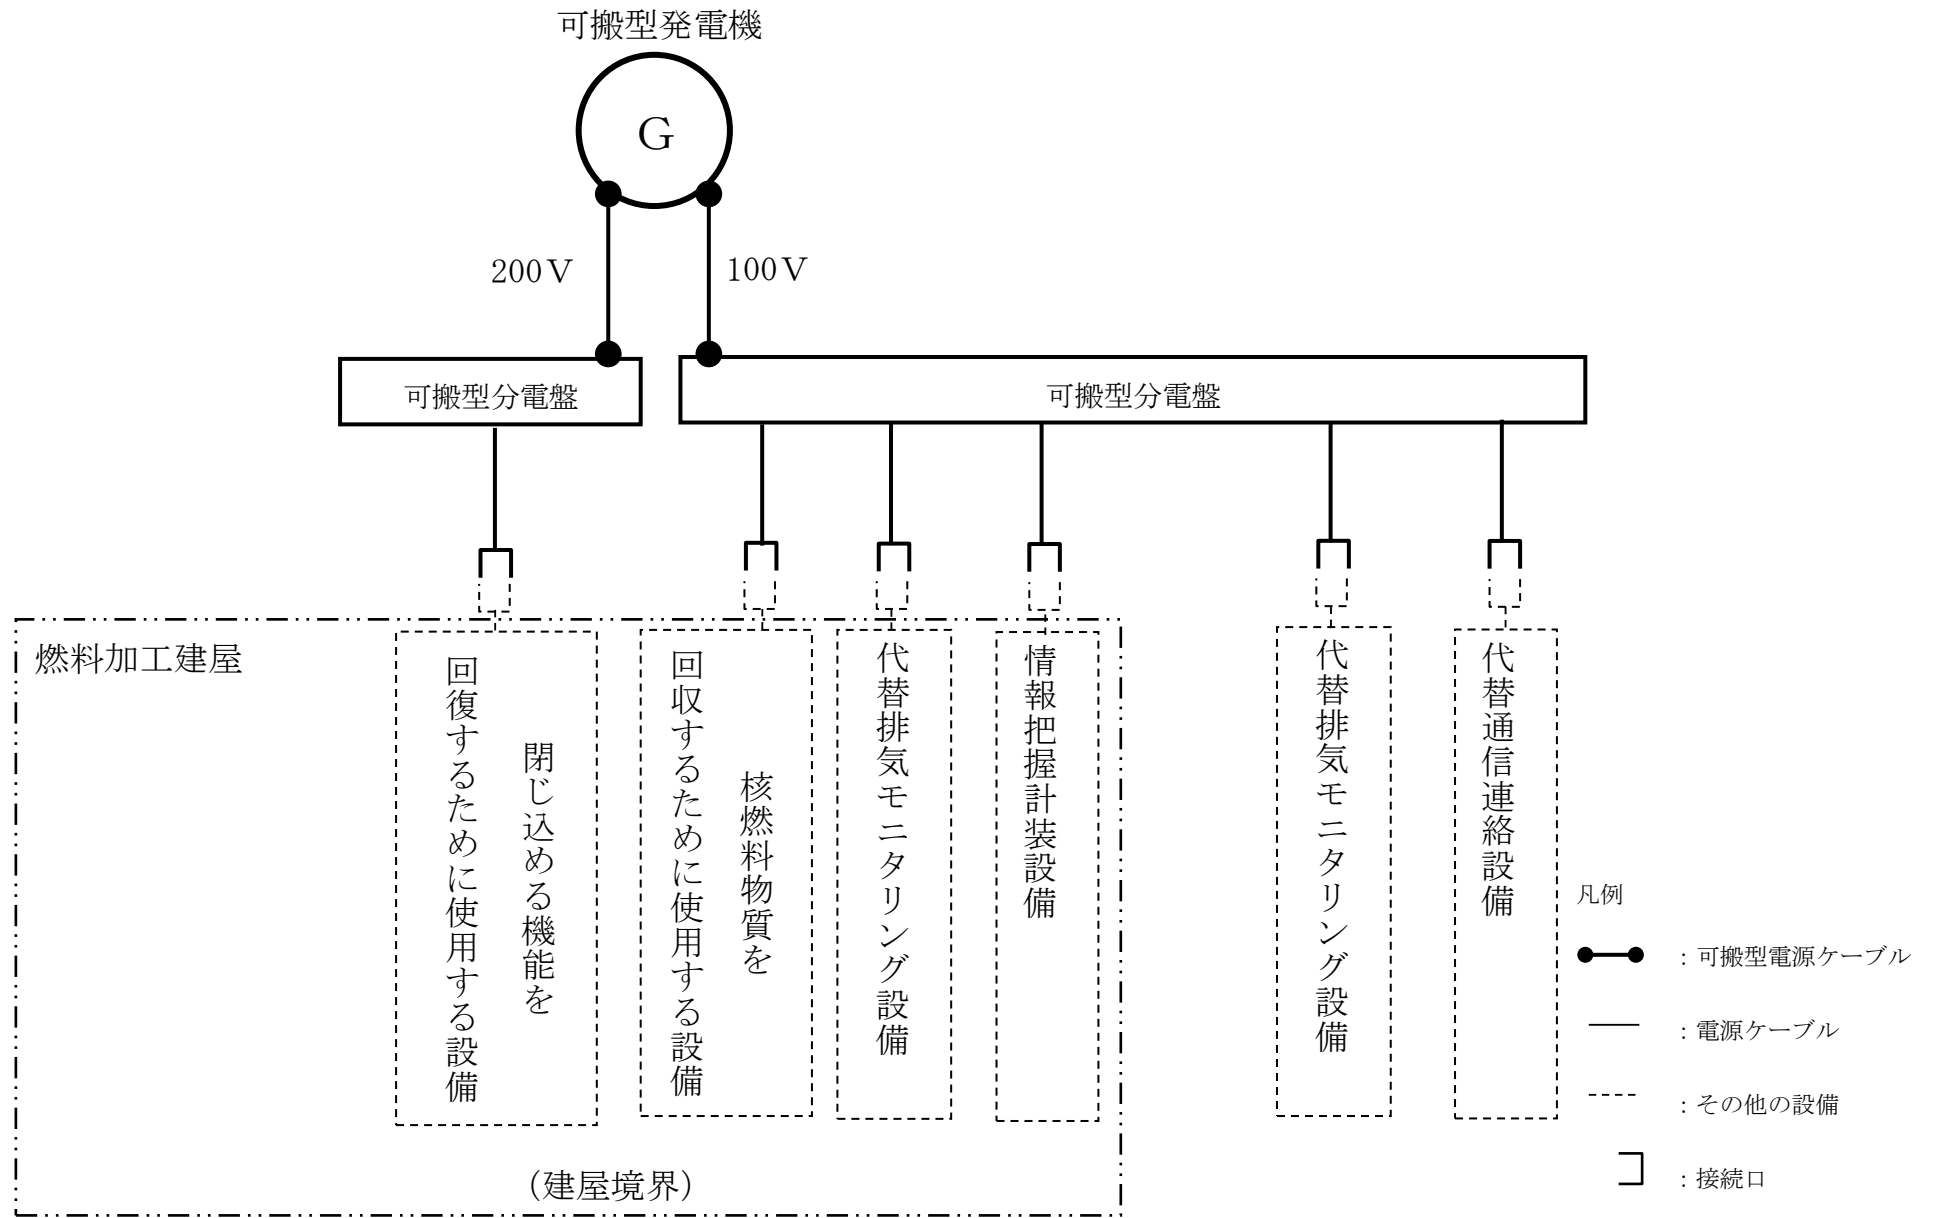 可搬型発電機
G
200V
100V
可搬型分電盤
可搬型分電盤
燃料加工建屋
閉じ込める機能を
回復するために使用する設備
核燃料物質を
回収するために使用する設備
代替排気モニタリング設備
情報把握計装設備
代替排気モニタリング設備
代替通信連絡設備
(建屋境界)
凡例
：可搬型電源ケーブル
：電源ケーブル
：その他の設備
：接続口